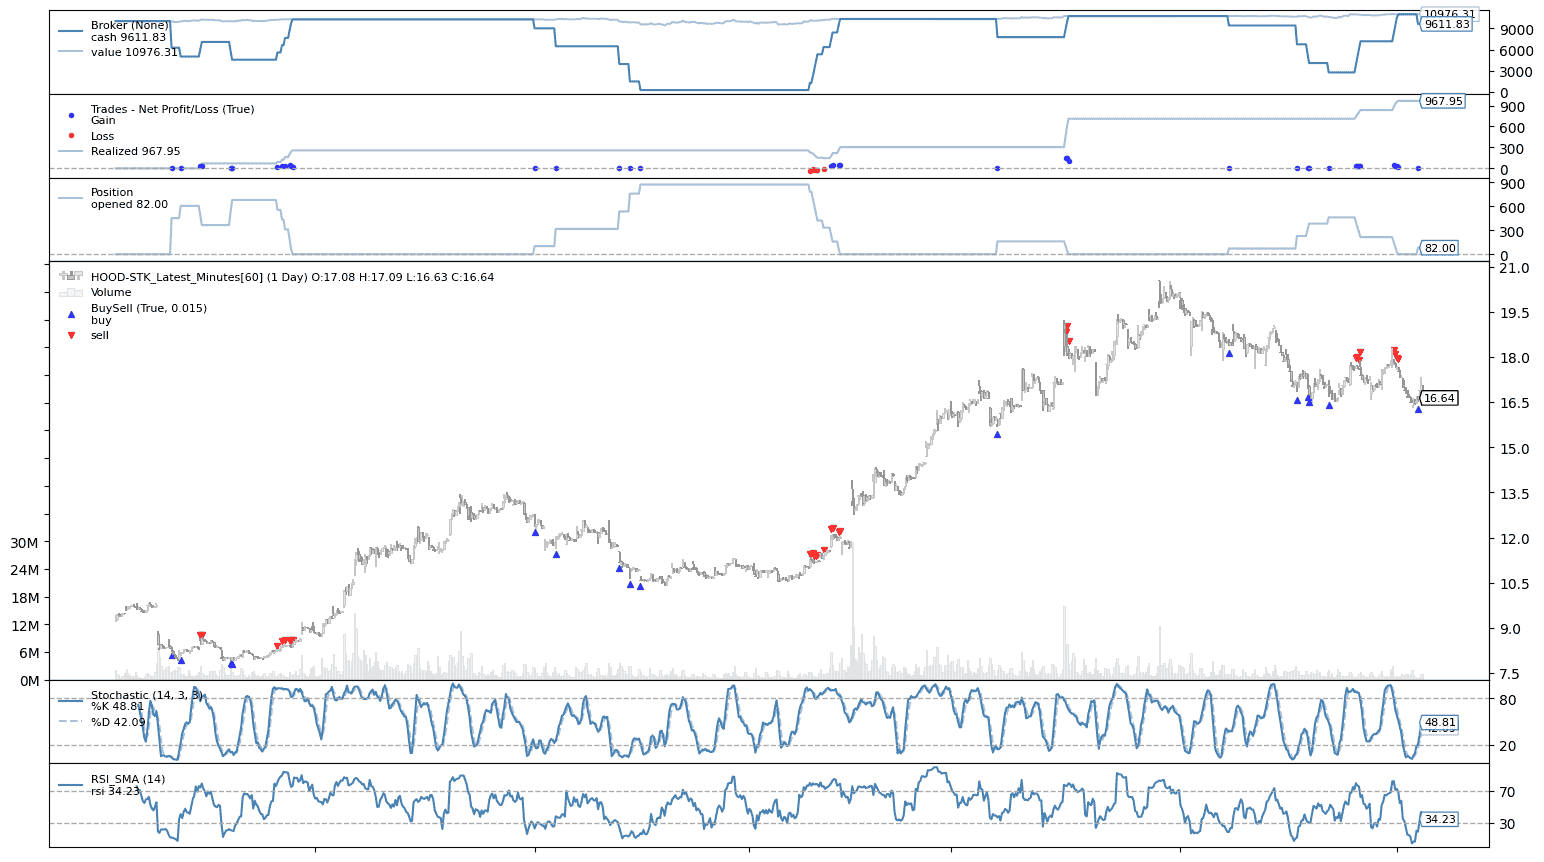 Broker (None)
cash 9611.83
value 10976.31
10976.31
9611.83
9000
6000
3000
0
Trades - Net Profit/Loss (True)
Gain
Loss
Realized 967.95
967.95
900
600
300
0
Position
opened 82.00
900
600
300
82.00
0
HOOD-STK_Latest_Minutes[60] (1 Day) O:17.08 H:17.09 L:16.63 C:16.64
Volume
BuySell (True, 0.015)
buy
sell
21.0
19.5
18.0
16.64
16.5
15.0
13.5
12.0
10.5
9.0
7.5
30M
24M
18M
12M
6M
0M
Stochastic (14, 3, 3)
%K 48.81
%D 42.09
80
48.81
42.09
20
RSI_SMA (14)
rsi 34.23
70
34.23
30